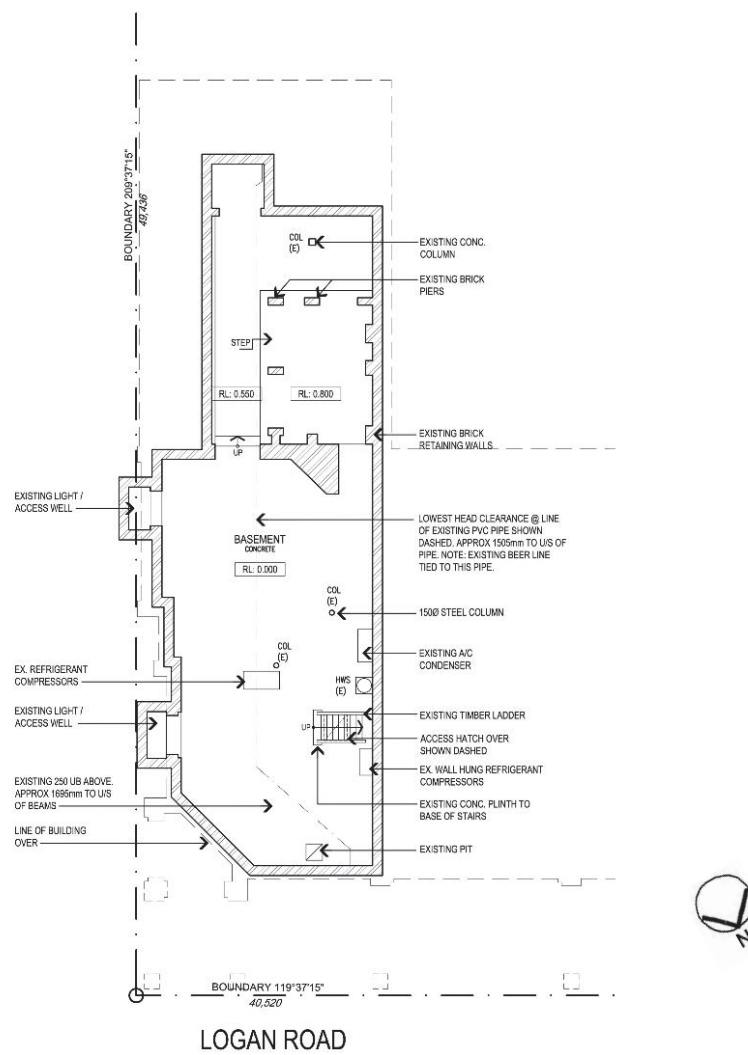 BOUNDARY 209°37'15"
49,436
COL
(E)
EXISTING CONC.
COLUMN
EXISTING BRICK
PIERS
STEP
RL: 0.550
RL: 0.800
EXISTING BRICK
RETAINING WALLS
UP
EXISTING LIGHT /
ACCESS WELL
LOWEST HEAD CLEARANCE @ LINE
OF EXISTING PVC PIPE SHOWN
DASHED. APPROX 1505mm TO U/S OF
PIPE. NOTE: EXISTING BEER LINE
TIED TO THIS PIPE.
BASEMENT
CONCRETE
RL: 0.000
COL
(E)
150Ø STEEL COLUMN
COL
(E)
EXISTING A/C
CONDENSER
EX. REFRIGERANT
COMPRESSORS
HWS
(E)
EXISTING LIGHT /
ACCESS WELL
EXISTING TIMBER LADDER
UP
ACCESS HATCH OVER
SHOWN DASHED
EX. WALL HUNG REFRIGERANT
COMPRESSORS
EXISTING 250 UB ABOVE.
APPROX 1695mm TO U/S
OF BEAMS
EXISTING CONC. PLINTH TO
BASE OF STAIRS
LINE OF BUILDING
OVER
EXISTING PIT
N
BOUNDARY 119°37'15"
40,520
LOGAN ROAD